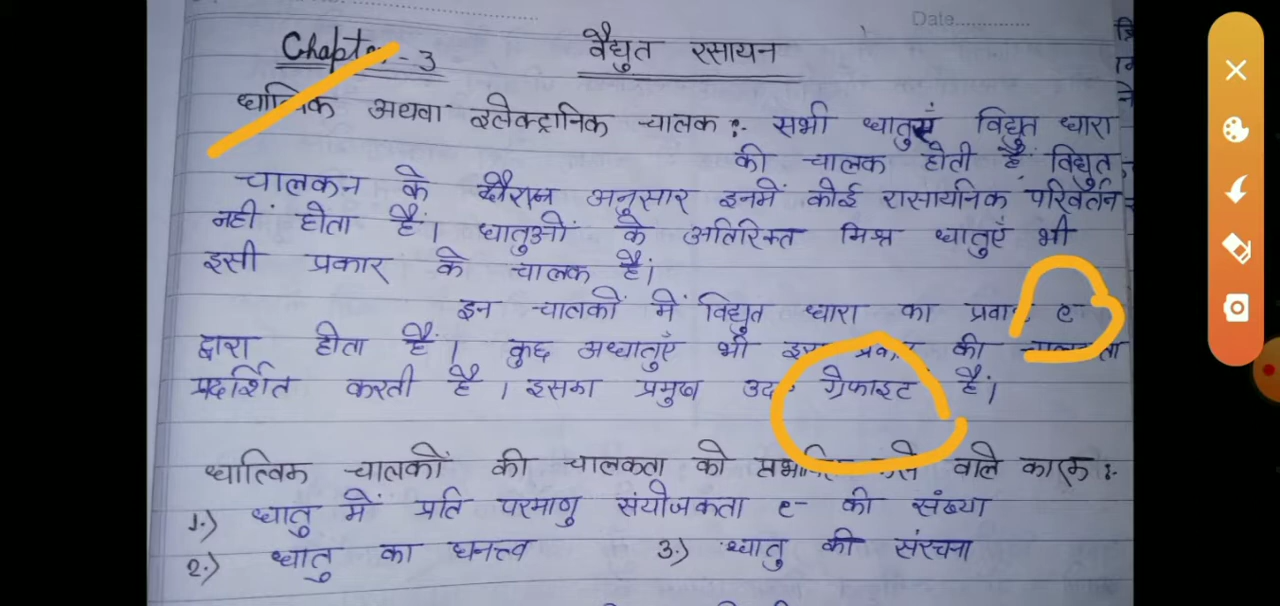 Date
Chapter-3 वैद्युत रसायन
धात्विक अथवा इलेक्ट्रानिक चालक :- सभी धातुएं विद्युत धारा
की चालक होती हैं विद्युत
चालकन के दौरान अनुसार इनमें कोई रासायनिक परिवर्तन
नहीं होता है। धातुओं के अतिरिक्त मिश्र धातुएँ भी
इसी प्रकार के चालक हैं।
इन चालकों में विद्युत धारा का e-
द्वारा होता है। कुछ अधातुएँ भी की
प्रदर्शित करती है। इसका प्रमुख ग्रेफाइट है।
धात्विक चालकों की चालकता को वाले कारक :-
1.) धातु में प्रति परमाणु संयोजकता e- की संख्या
2.) धातु का घनत्व 3.) धातु की संरचना